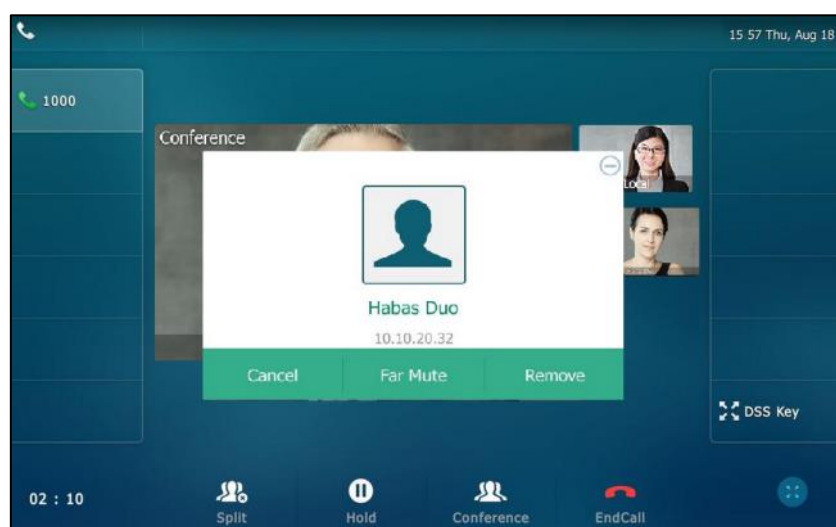 15 57 Thu, Aug 18
1000
Conference
Local
Habas Duo
10.10.20.32
Cancel Far Mute Remove
DSS Key
02 : 10
Split Hold Conference EndCall